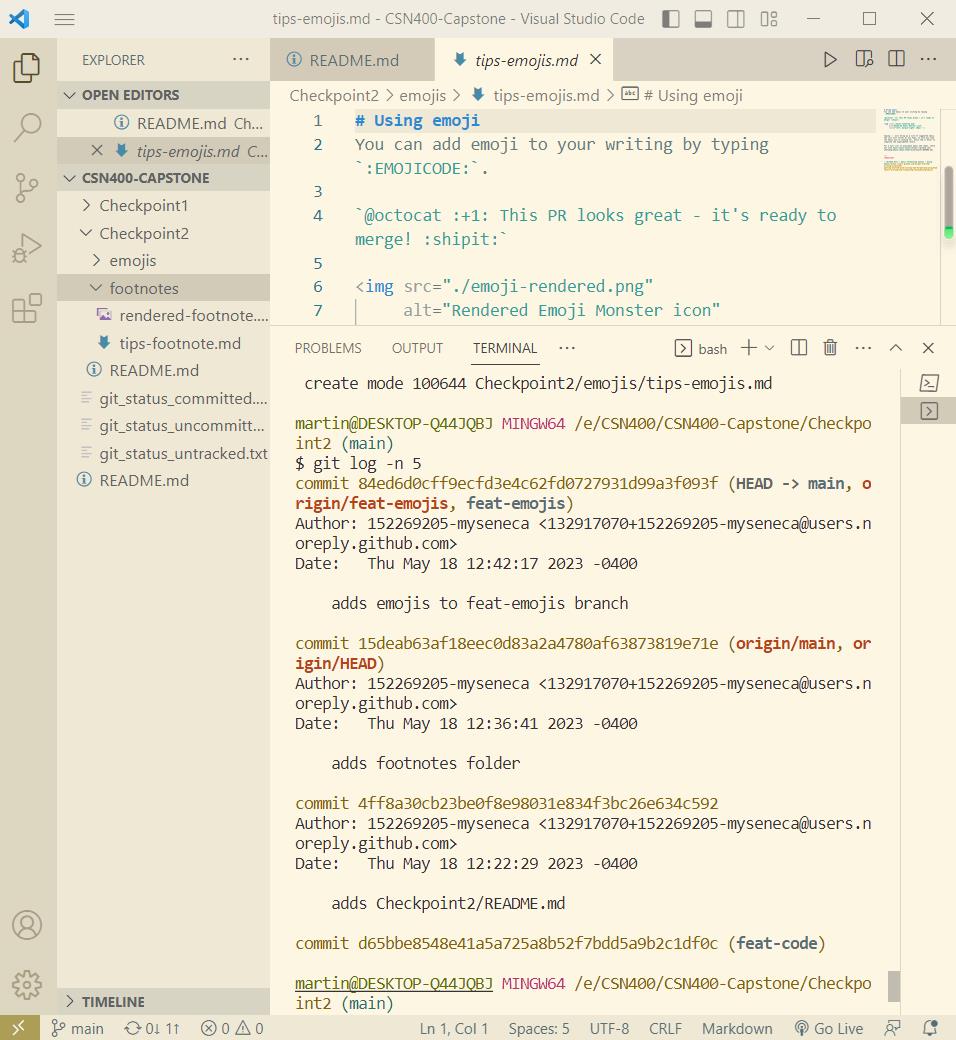 tips-emojis.md - CSN400-Capstone - Visual Studio Code
EXPLORER
OPEN EDITORS
README.md Ch...
tips-emojis.md C...
CSN400-CAPSTONE
Checkpoint1
Checkpoint2
emojis
footnotes
rendered-footnote....
tips-footnote.md
README.md
git_status_committed....
git_status_uncommitt...
git_status_untracked.txt
README.md
TIMELINE
README.md
tips-emojis.md
Checkpoint2 > emojis > tips-emojis.md > abc # Using emoji
1 # Using emoji
2 You can add emoji to your writing by typing
`:EMOJICODE:`.
3
4 `@octocat :+1: This PR looks great - it's ready to
merge! :shipit:`
5
6 <img src="./emoji-rendered.png"
7 alt="Rendered Emoji Monster icon"
PROBLEMS OUTPUT TERMINAL ... bash
create mode 100644 Checkpoint2/emojis/tips-emojis.md
martin@DESKTOP-Q44JQBJ MINGW64 /e/CSN400/CSN400-Capstone/Checkpo
int2 (main)
$ git log -n 5
commit 84ed6d0cff9ecfd3e4c62fd0727931d99a3f093f (HEAD -> main, o
rigin/feat-emojis, feat-emojis)
Author: 152269205-myseneca <132917070+152269205-myseneca@users.n
oreply.github.com>
Date:   Thu May 18 12:42:17 2023 -0400
adds emojis to feat-emojis branch
commit 15deab63af18eec0d83a2a4780af63873819e71e (origin/main, or
igin/HEAD)
Author: 152269205-myseneca <132917070+152269205-myseneca@users.n
oreply.github.com>
Date:   Thu May 18 12:36:41 2023 -0400
adds footnotes folder
commit 4ff8a30cb23be0f8e98031e834f3bc26e634c592
Author: 152269205-myseneca <132917070+152269205-myseneca@users.n
oreply.github.com>
Date:   Thu May 18 12:22:29 2023 -0400
adds Checkpoint2/README.md
commit d65bbe8548e41a5a725a8b52f7bdd5a9b2c1df0c (feat-code)
martin@DESKTOP-Q44JQBJ MINGW64 /e/CSN400/CSN400-Capstone/Checkpo
int2 (main)
main 0↓ 1↑ 0 0 Ln 1, Col 1 Spaces: 5 UTF-8 CRLF Markdown Go Live